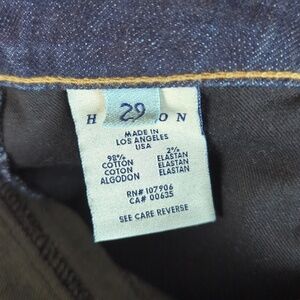 29
H ON
MADE IN
LOS ANGELES
USA
98% 2%
COTTON ELASTAN
COTON ELASTAN
ALGODON ELASTAN
RN# 107906
CA# 00635
SEE CARE REVERSE